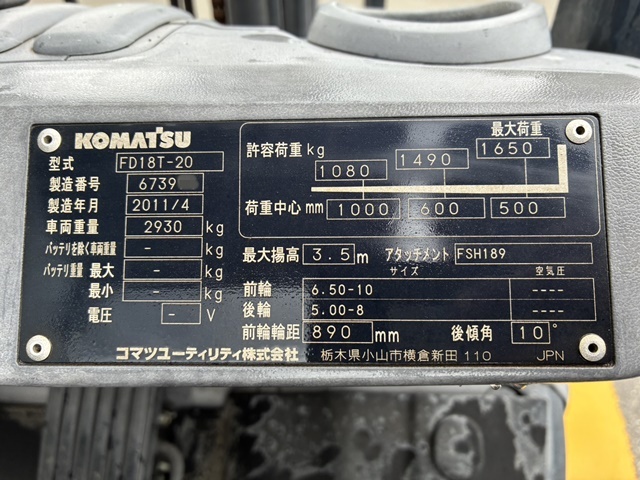 KOMATSU
型式 FD18T-20
製造番号 6739
製造年月 2011/4
車両重量 2930 kg
バッテリを除く車両重量 - kg
バッテリ重量 最大 - kg
最小 - kg
電圧 - V
最大荷重
許容荷重 kg 1080 1490 1650
荷重中心 mm 1000 600 500
最大揚高 3.5 m アタッチメント FSH189
サイズ 空気圧
前輪 6.50-10 ----
後輪 5.00-8 ----
前輪輪距 890 mm 後傾角 10°
コマツユーティリティ株式会社 栃木県小山市横倉新田 110 JPN